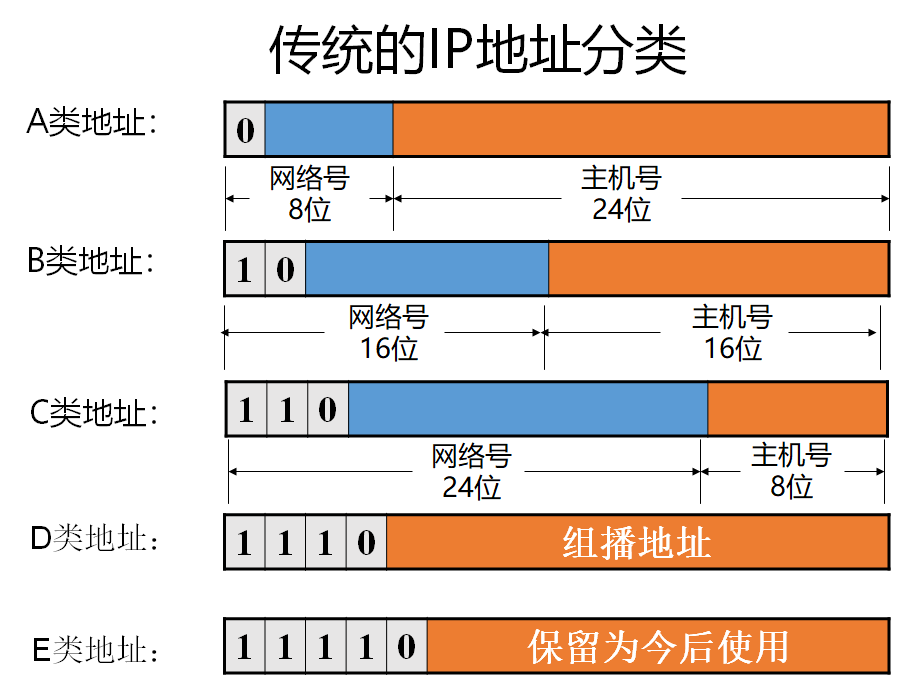 传统的IP地址分类
A类地址：
0
网络号
8位
主机号
24位
B类地址：
1 0
网络号
16位
主机号
16位
C类地址：
1 1 0
网络号
24位
主机号
8位
D类地址：
1 1 1 0 组播地址
E类地址：
1 1 1 1 0 保留为今后使用